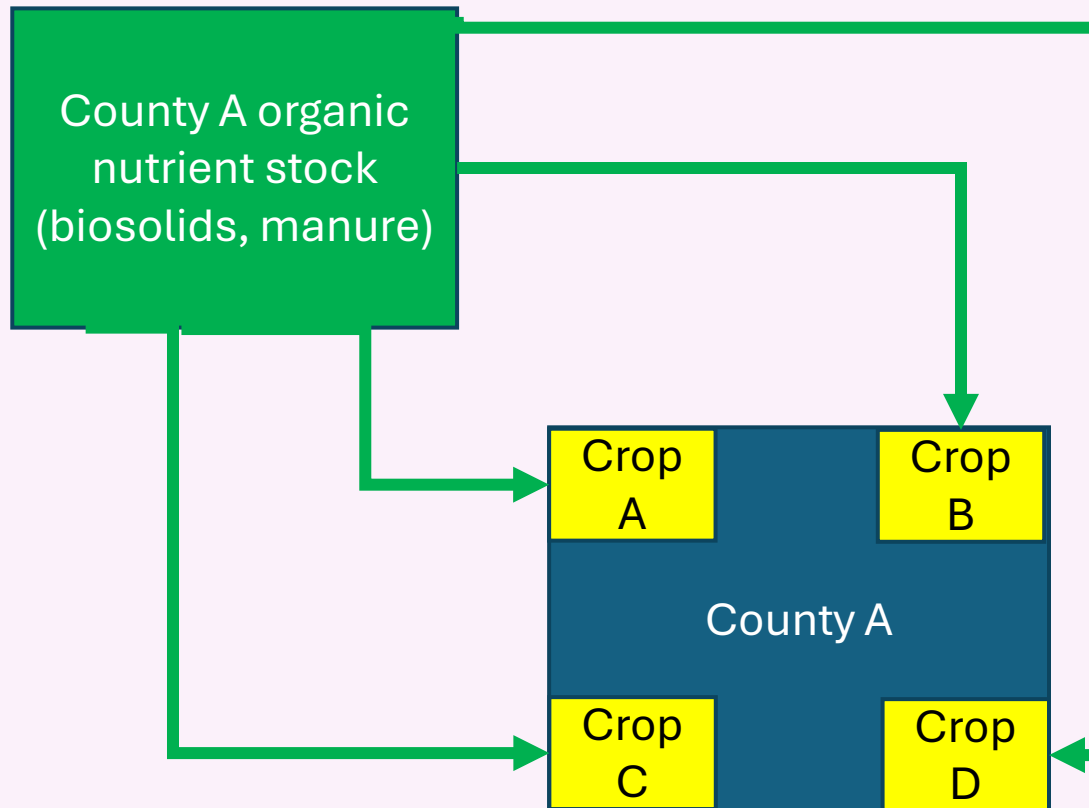 County A organic
nutrient stock
(biosolids, manure)
Crop
A
Crop
B
County A
Crop
C
Crop
D